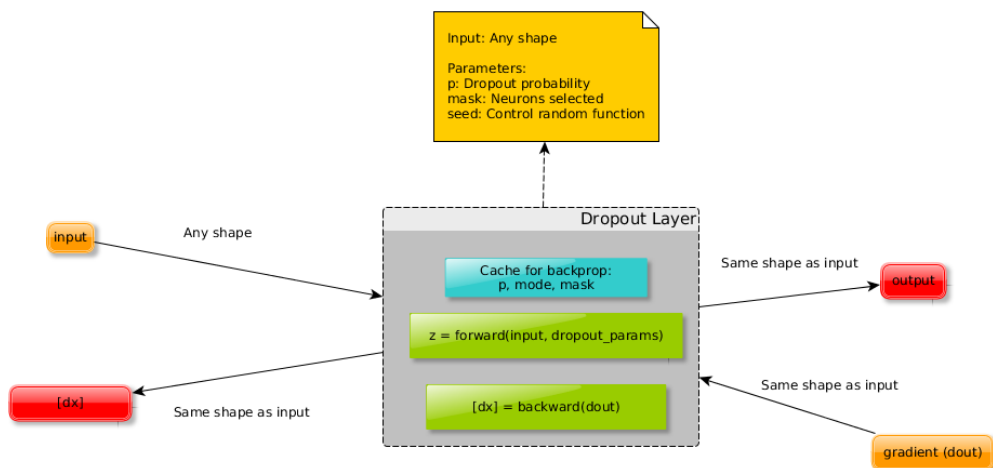 Input: Any shape
Parameters:
p: Dropout probability
mask: Neurons selected
seed: Control random function
Dropout Layer
input
Any shape
Cache for backprop:
p, mode, mask
Same shape as input
output
z = forward(input, dropout_params)
[dx]
Same shape as input
[dx] = backward(dout)
Same shape as input
gradient (dout)